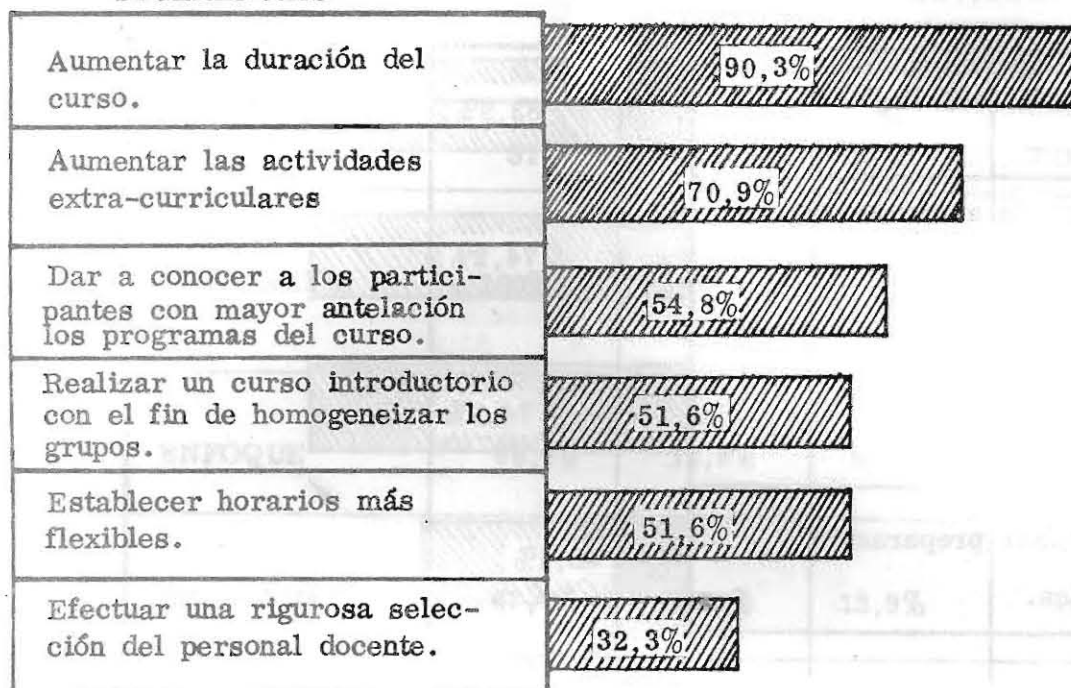 Aumentar la duración del
curso.
90,3%
Aumentar las actividades
extra-curriculares
70,9%
Dar a conocer a los partici-
pantes con mayor antelación
los programas del curso.
54,8%
Realizar un curso introductorio
con el fin de homogeneizar los
grupos.
51,6%
Establecer horarios más
flexibles.
51,6%
Efectuar una rigurosa selec-
ción del personal docente.
32,3%